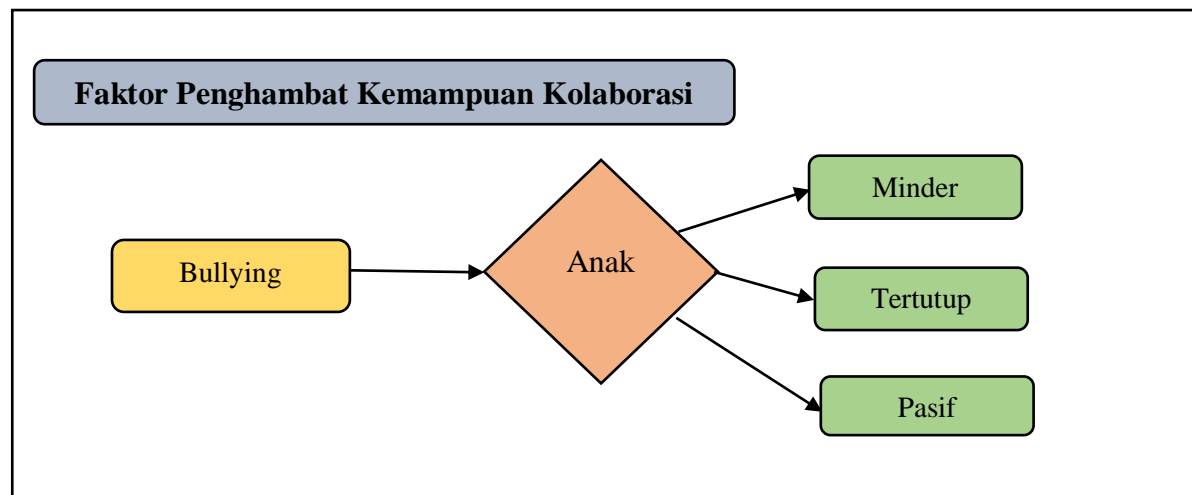 Faktor Penghambat Kemampuan Kolaborasi
Minder
Bullying
Anak
Tertutup
Pasif